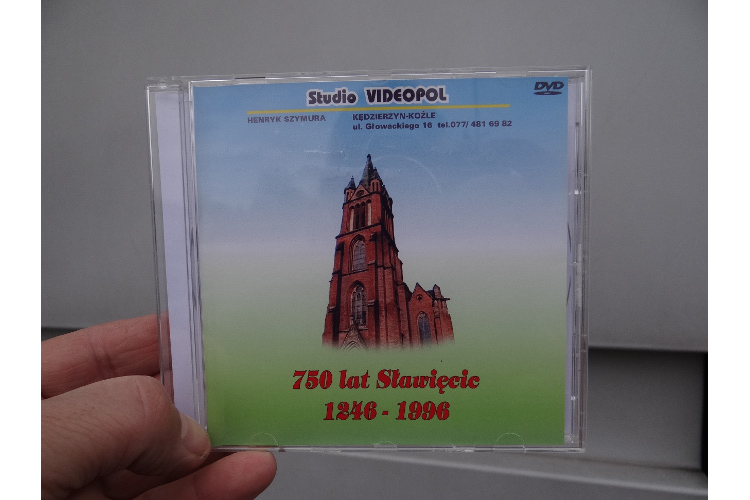 Studio VIDEOPOL
DVD
HENRYK SZYMURA
KĘDZIERZYN-KOŹLE
ul. Głowackiego 16 tel.077/ 481 69 82
750 lat Sławięcic
1246 - 1996